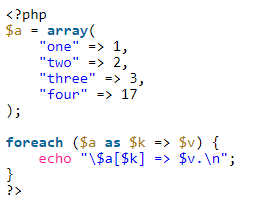 <?php
$a = array(
    "one" => 1,
    "two" => 2,
    "three" => 3,
    "four" => 17
);

foreach ($a as $k => $v) {
    echo "\$a[$k] => $v.\n";
}
?>